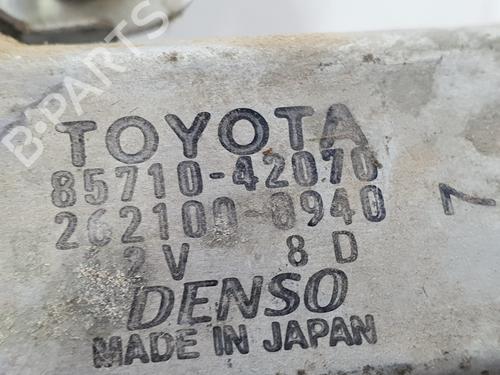 TOYOTA
85710-42070
262100-0940
2V 8D
DENSO
MADE IN JAPAN
B-PARTS